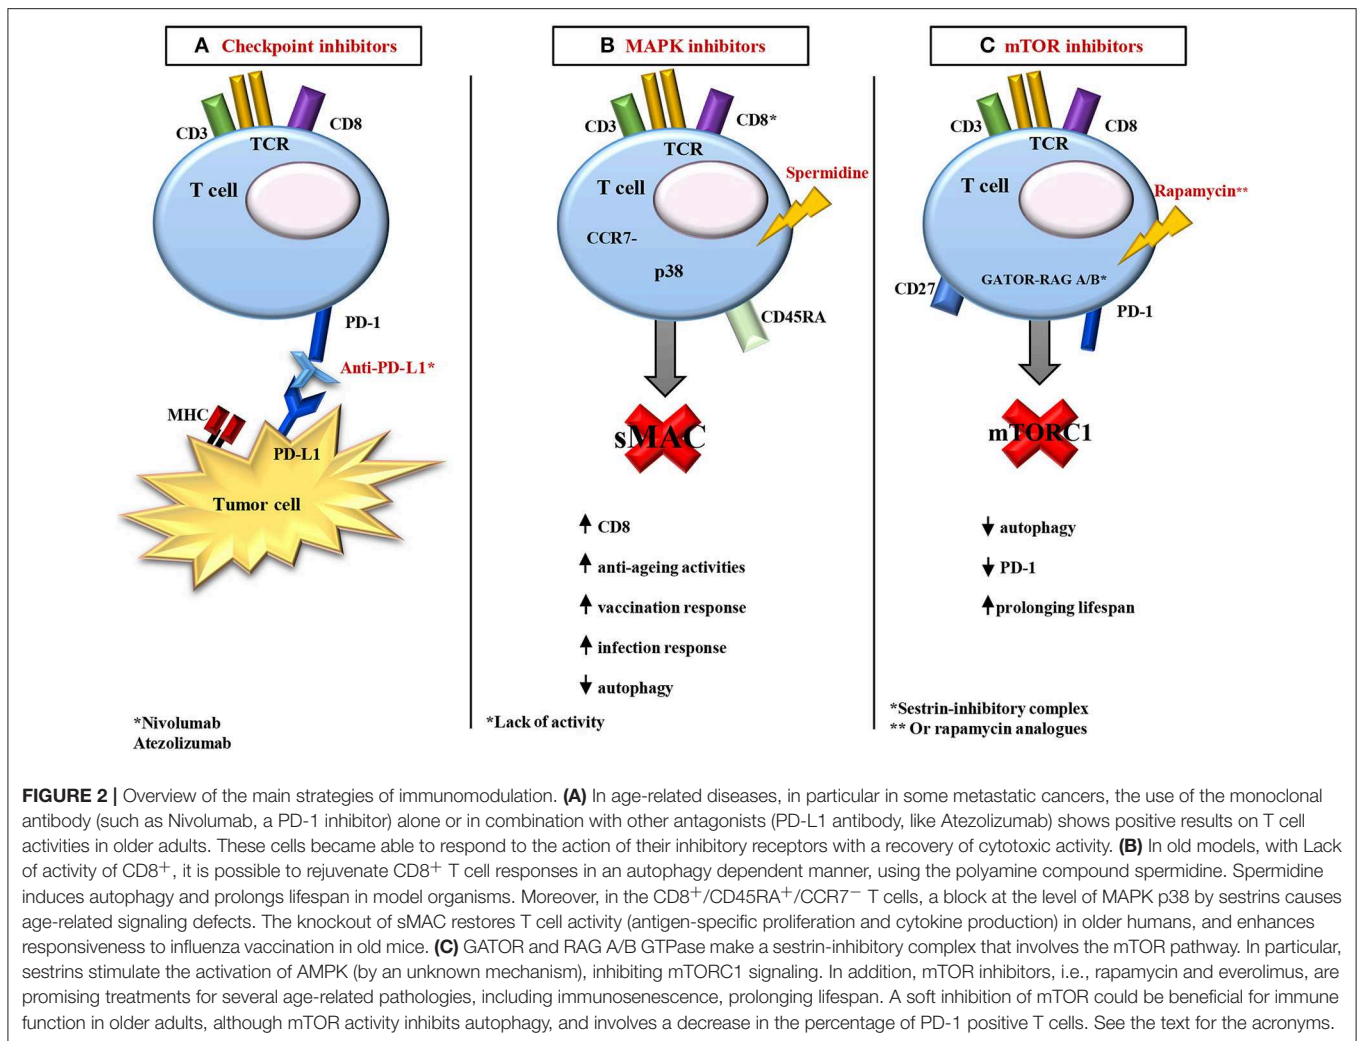 A Checkpoint inhibitors
CD3
CD8
TCR
T cell
PD-1
Anti-PD-L1*
MHC
PD-L1
Tumor cell
*Nivolumab
Atezolizumab
B MAPK inhibitors
CD3
CD8*
TCR
Spermidine
T cell
CCR7-
p38
CD45RA
sMAC
CD8
anti-ageing activities
vaccination response
infection response
autophagy
*Lack of activity
C mTOR inhibitors
CD3
CD8
TCR
T cell
Rapamycin**
GATOR-RAG A/B*
CD27
PD-1
mTORC1
autophagy
PD-1
prolonging lifespan
*Sestrin-inhibitory complex
** Or rapamycin analogues
FIGURE 2 | Overview of the main strategies of immunomodulation. (A) In age-related diseases, in particular in some metastatic cancers, the use of the monoclonal
antibody (such as Nivolumab, a PD-1 inhibitor) alone or in combination with other antagonists (PD-L1 antibody, like Atezolizumab) shows positive results on T cell
activities in older adults. These cells became able to respond to the action of their inhibitory receptors with a recovery of cytotoxic activity. (B) In old models, with Lack
of activity of CD8+, it is possible to rejuvenate CD8+ T cell responses in an autophagy dependent manner, using the polyamine compound spermidine. Spermidine
induces autophagy and prolongs lifespan in model organisms. Moreover, in the CD8+/CD45RA+/CCR7− T cells, a block at the level of MAPK p38 by sestrins causes
age-related signaling defects. The knockout of sMAC restores T cell activity (antigen-specific proliferation and cytokine production) in older humans, and enhances
responsiveness to influenza vaccination in old mice. (C) GATOR and RAG A/B GTPase make a sestrin-inhibitory complex that involves the mTOR pathway. In particular,
sestrins stimulate the activation of AMPK (by an unknown mechanism), inhibiting mTORC1 signaling. In addition, mTOR inhibitors, i.e., rapamycin and everolimus, are
promising treatments for several age-related pathologies, including immunosenescence, prolonging lifespan. A soft inhibition of mTOR could be beneficial for immune
function in older adults, although mTOR activity inhibits autophagy, and involves a decrease in the percentage of PD-1 positive T cells. See the text for the acronyms.